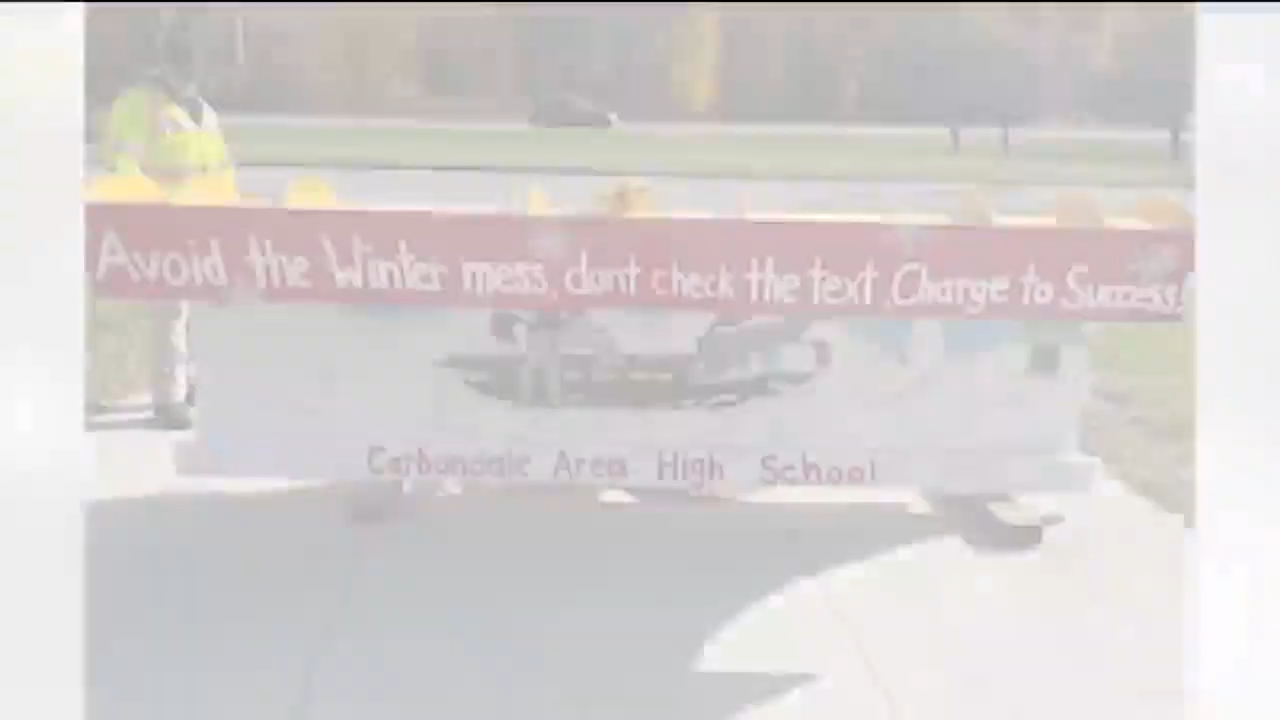 Avoid the Winter mess, dont check the text Charge to Success!
Carbondale Area High School